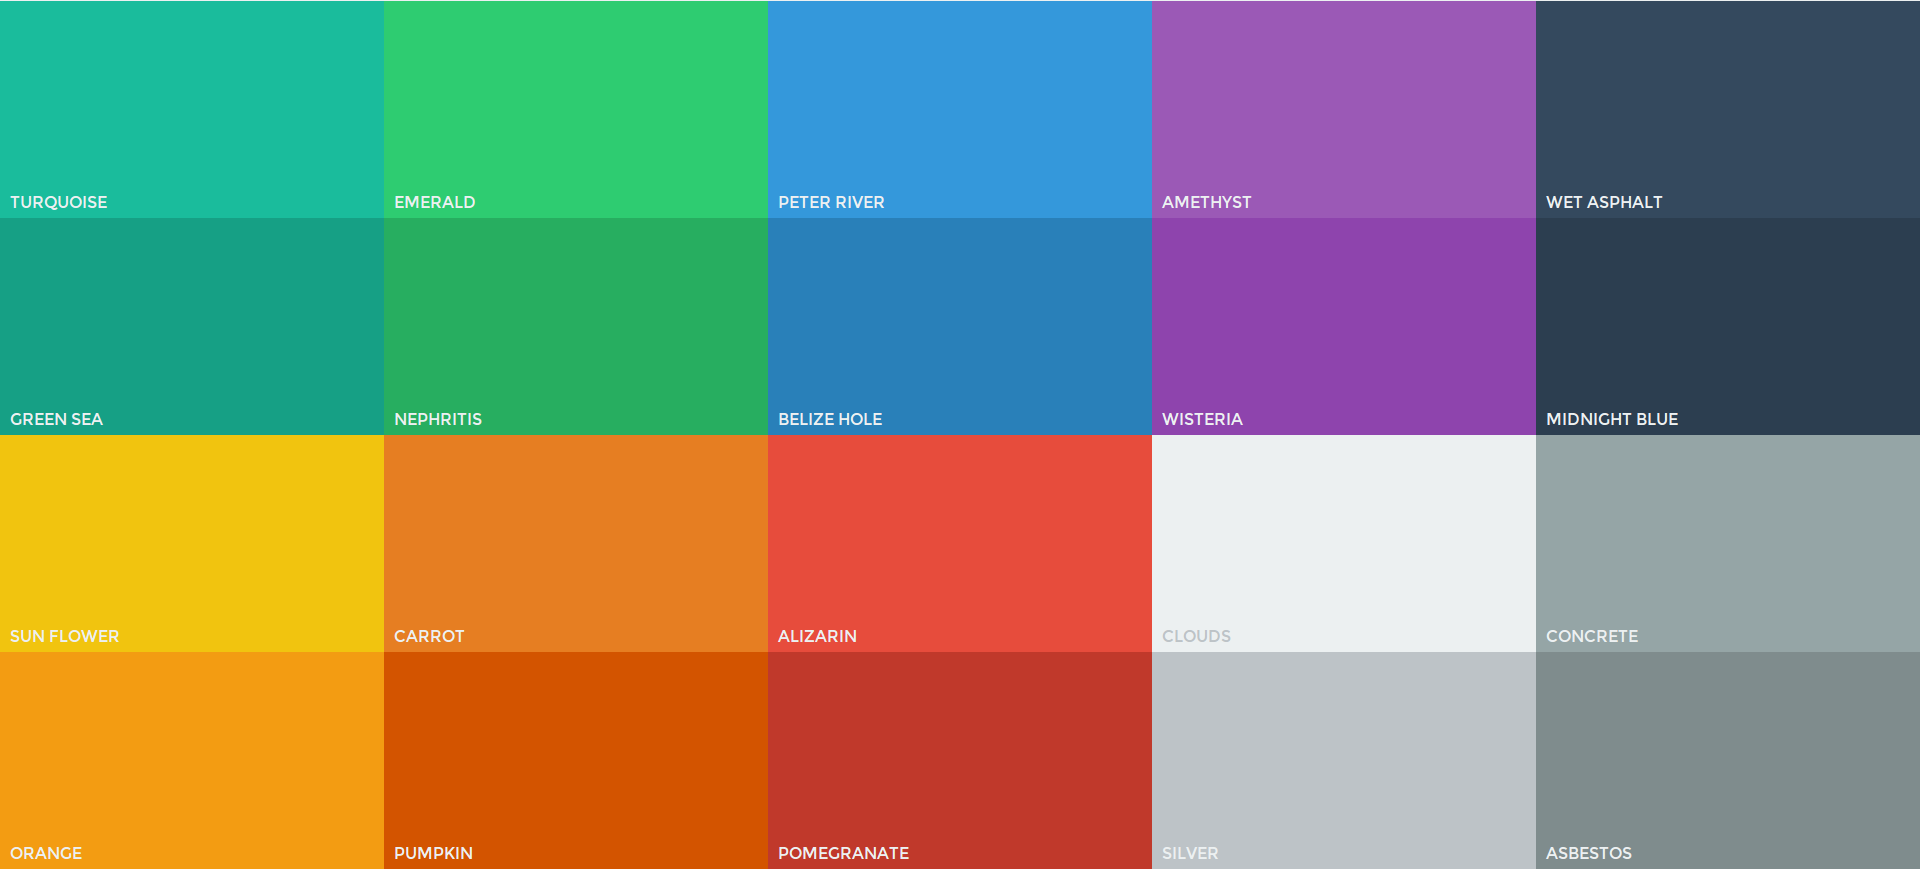 TURQUOISE
EMERALD
PETER RIVER
AMETHYST
WET ASPHALT
GREEN SEA
NEPHRITIS
BELIZE HOLE
WISTERIA
MIDNIGHT BLUE
SUN FLOWER
CARROT
ALIZARIN
CLOUDS
CONCRETE
ORANGE
PUMPKIN
POMEGRANATE
SILVER
ASBESTOS